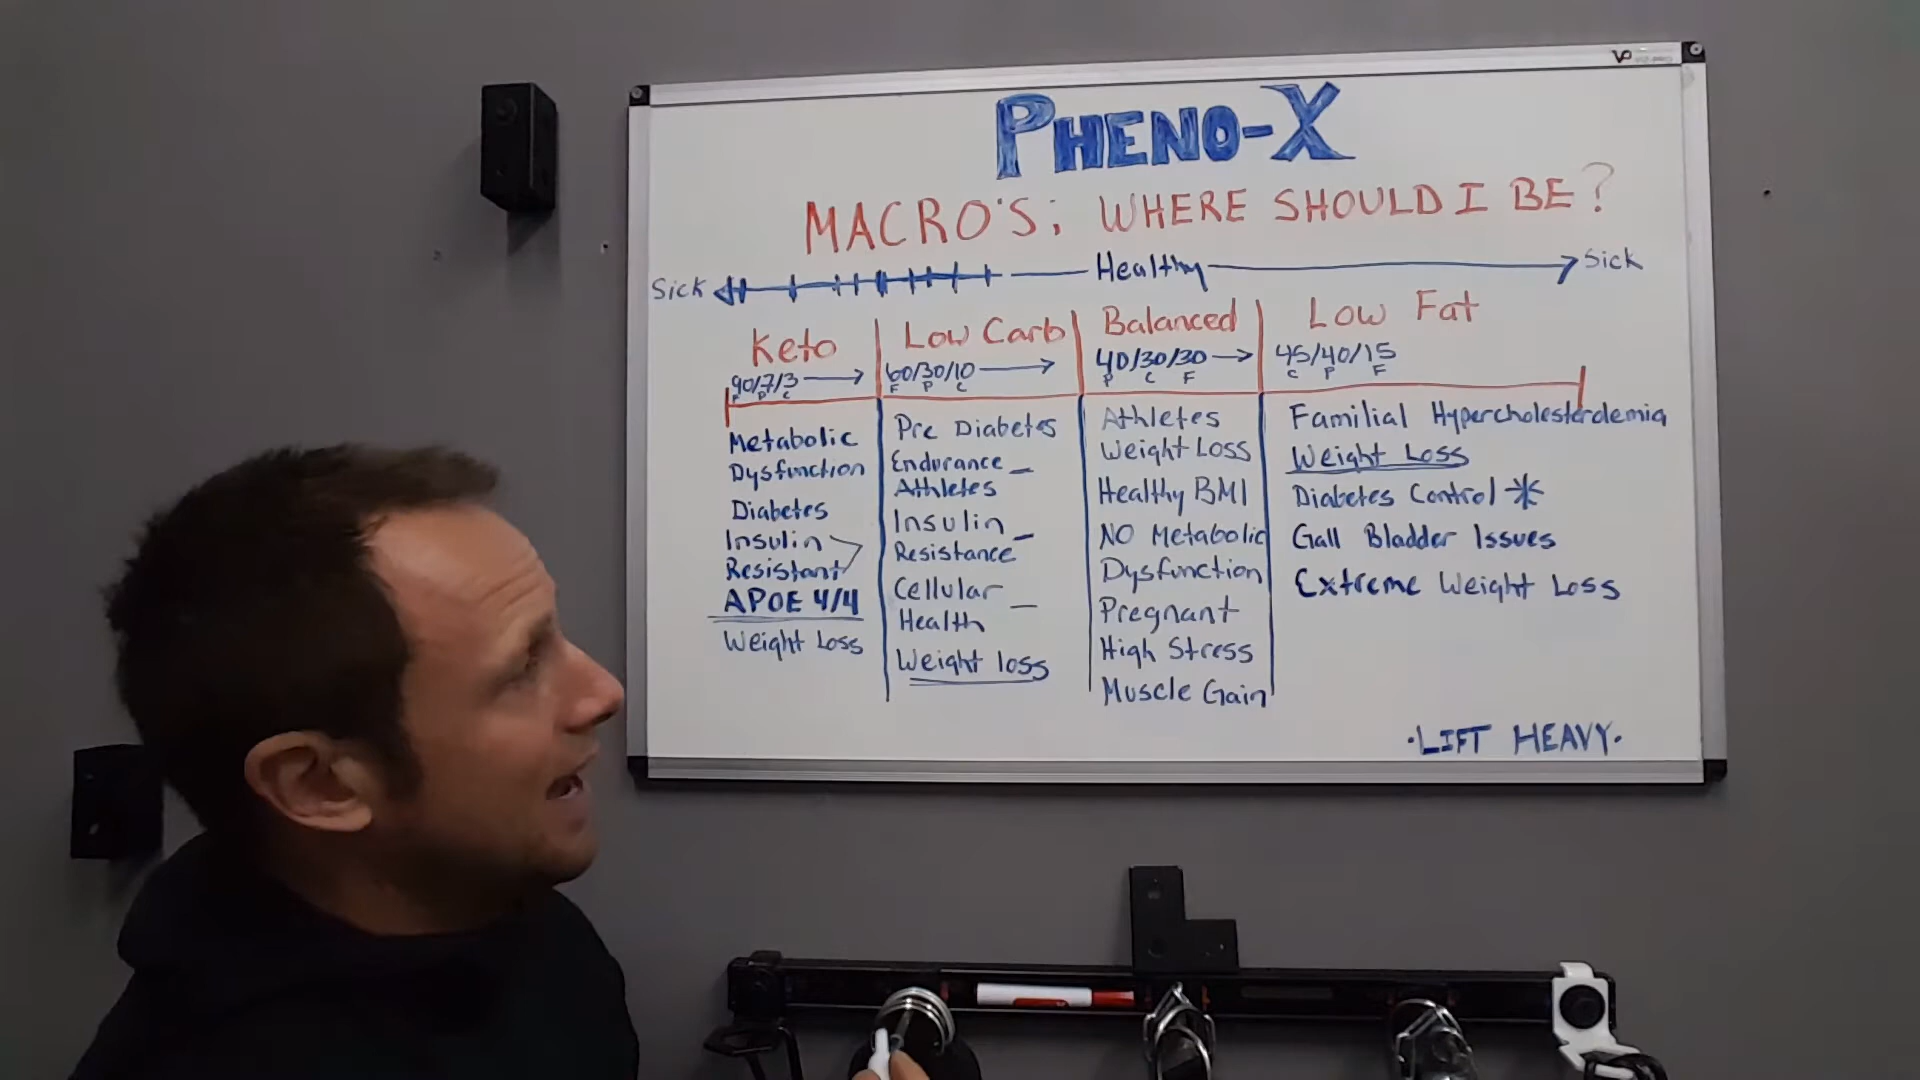 VP
PHENO-X
MACRO'S: WHERE SHOULD I BE?
Sick Healthy Sick
Keto
90/7/3
F P C
Metabolic
Dysfunction
Diabetes
Insulin
Resistant
APOE 4/4
Weight Loss
Low Carb
60/30/10
F P C
Pre Diabetes
Endurance
Athletes
Insulin
Resistance
Cellular
Health
Weight loss
Balanced
40/30/30
P C F
Athletes
Weight Loss
Healthy BMI
NO Metabolic
Dysfunction
Pregnant
High Stress
Muscle Gain
Low Fat
45/40/15
C P F
Familial Hypercholesterolemia
Weight Loss
Diabetes Control *
Gall Bladder Issues
Extreme Weight Loss
·LIFT HEAVY·